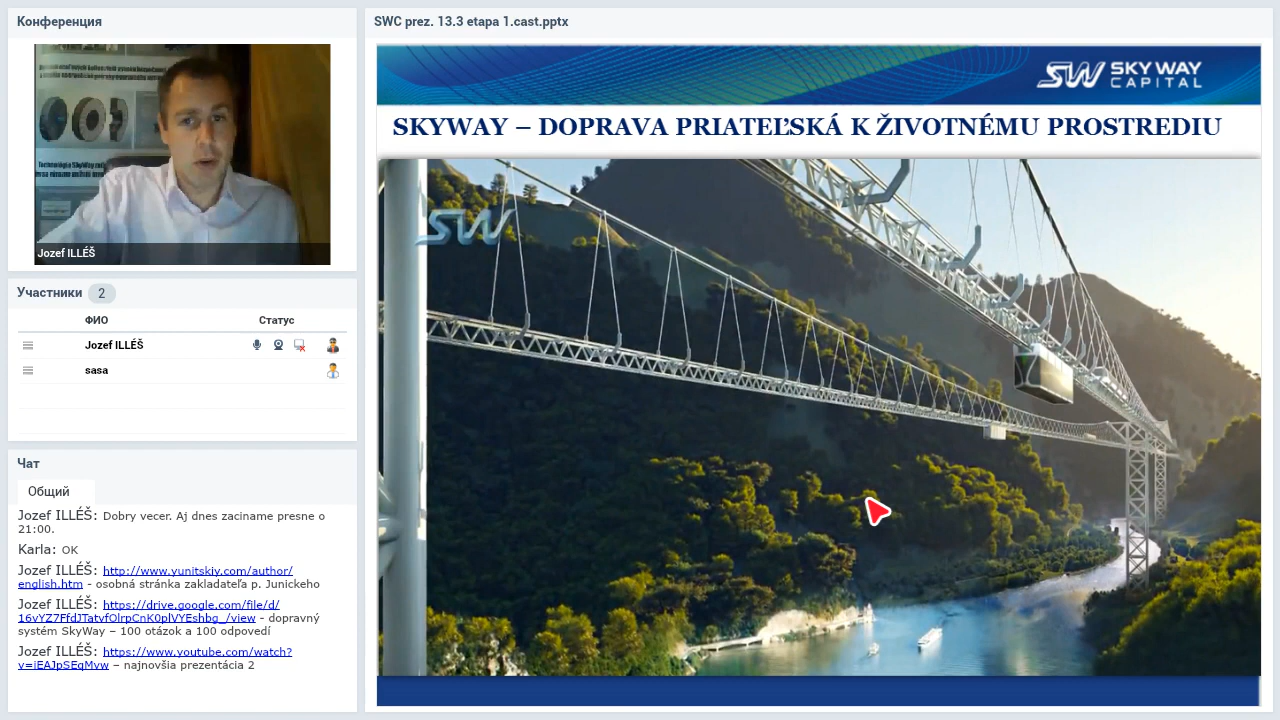 Конференция
Jozef ILLÉŠ
Участники 2
ФИО Статус
Jozef ILLÉŠ
sasa
Чат
Общий
Jozef ILLÉŠ: Dobry vecer. Aj dnes zaciname presne o
21:00.
Karla: OK
Jozef ILLÉŠ: http://www.yunitskiy.com/author/
english.htm - osobná stránka zakladateľa p. Junickeho
Jozef ILLÉŠ: https://drive.google.com/file/d/
16vYZ7FfdJTatvfOlrpCnK0plVYEshbg_/view - dopravný
systém SkyWay – 100 otázok a 100 odpovedí
Jozef ILLÉŠ: https://www.youtube.com/watch?
v=iEAJpSEqMvw – najnovšia prezentácia 2
SWC prez. 13.3 etapa 1.cast.pptx
SW SKY WAY
CAPITAL
SKYWAY – DOPRAVA PRIATEĽSKÁ K ŽIVOTNÉMU PROSTREDIU
SW